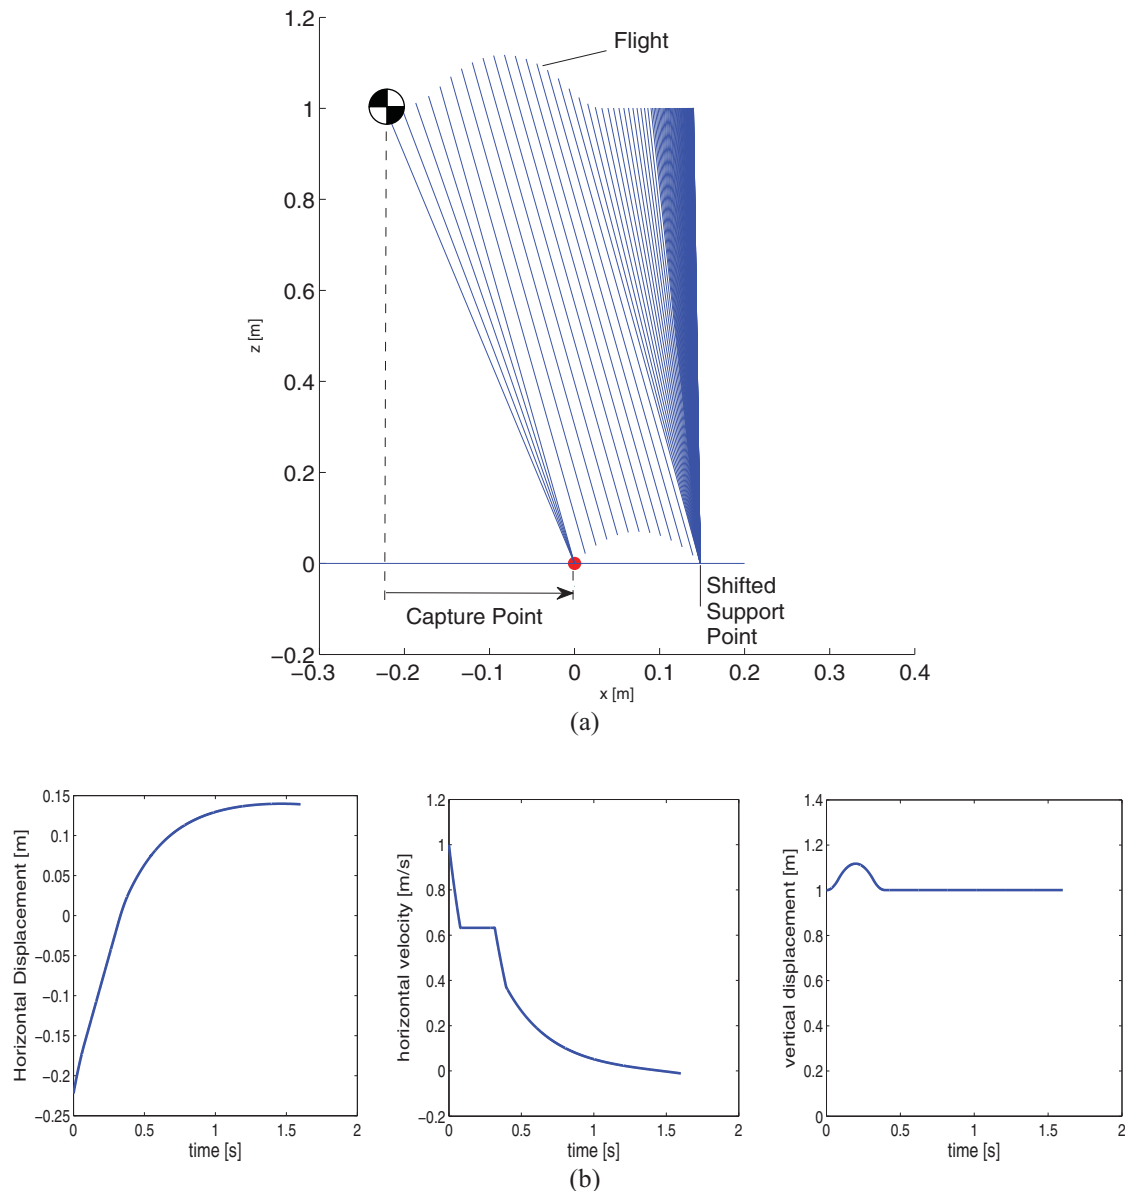 1.2
Flight
1
0.8
0.6
z [m]
0.4
0.2
0
Shifted
Support
Point
Capture Point
−0.2
−0.3 −0.2 −0.1 0 0.1 0.2 0.3 0.4
x [m]
(a)
Horizontal Displacement [m]
0.15
0.1
0.05
0
−0.05
−0.1
−0.15
−0.2
−0.25
0 0.5 1 1.5 2
time [s]
horizontal velocity [m/s]
1.2
1
0.8
0.6
0.4
0.2
0
−0.2
0 0.5 1 1.5 2
time [s]
vertical displacement [m]
1.4
1.2
1
0.8
0.6
0.4
0.2
0
0 0.5 1 1.5 2
time [s]
(b)